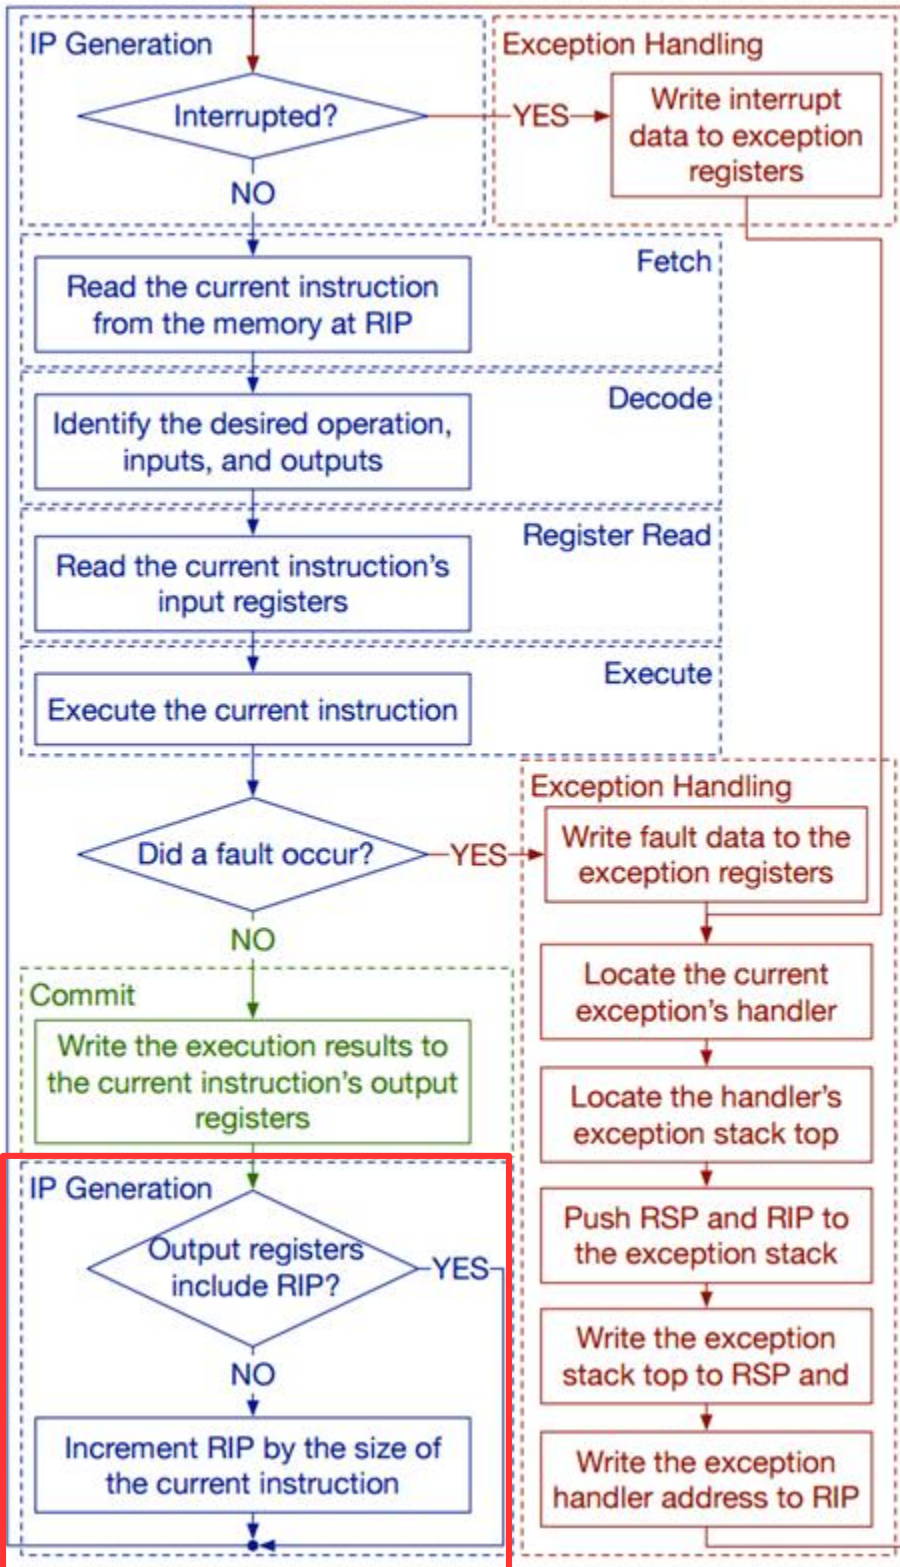 IP Generation
Interrupted?
YES
NO
Exception Handling
Write interrupt
data to exception
registers
Fetch
Read the current instruction
from the memory at RIP
Decode
Identify the desired operation,
inputs, and outputs
Register Read
Read the current instruction's
input registers
Execute
Execute the current instruction
Did a fault occur?
YES
NO
Exception Handling
Write fault data to the
exception registers
Locate the current
exception's handler
Locate the handler's
exception stack top
Push RSP and RIP to
the exception stack
Write the exception
stack top to RSP and
Write the exception
handler address to RIP
Commit
Write the execution results to
the current instruction's output
registers
IP Generation
Output registers
include RIP?
YES
NO
Increment RIP by the size of
the current instruction